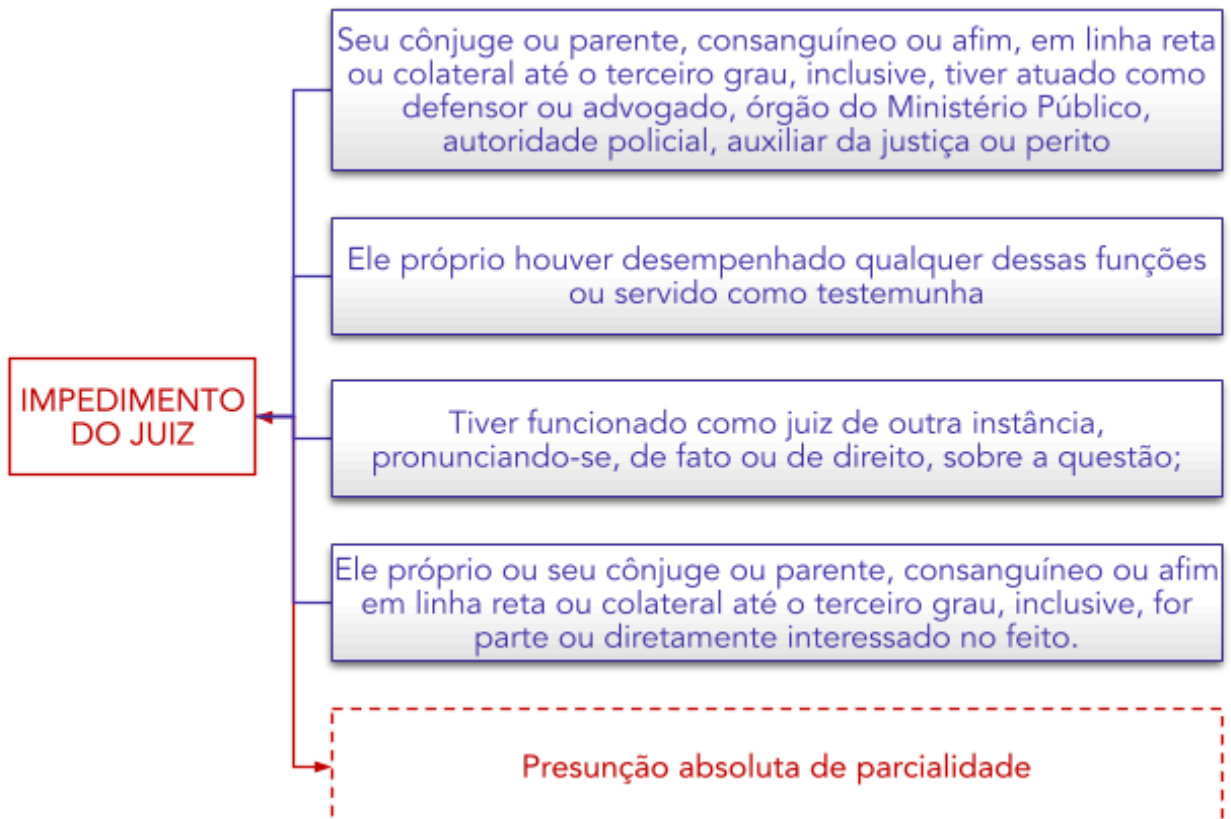 Seu cônjuge ou parente, consanguíneo ou afim, em linha reta
ou colateral até o terceiro grau, inclusive, tiver atuado como
defensor ou advogado, órgão do Ministério Público,
autoridade policial, auxiliar da justiça ou perito
Ele próprio houver desempenhado qualquer dessas funções
ou servido como testemunha
IMPEDIMENTO
DO JUIZ
Tiver funcionado como juiz de outra instância,
pronunciando-se, de fato ou de direito, sobre a questão;
Ele próprio ou seu cônjuge ou parente, consanguíneo ou afim
em linha reta ou colateral até o terceiro grau, inclusive, for
parte ou diretamente interessado no feito.
Presunção absoluta de parcialidade